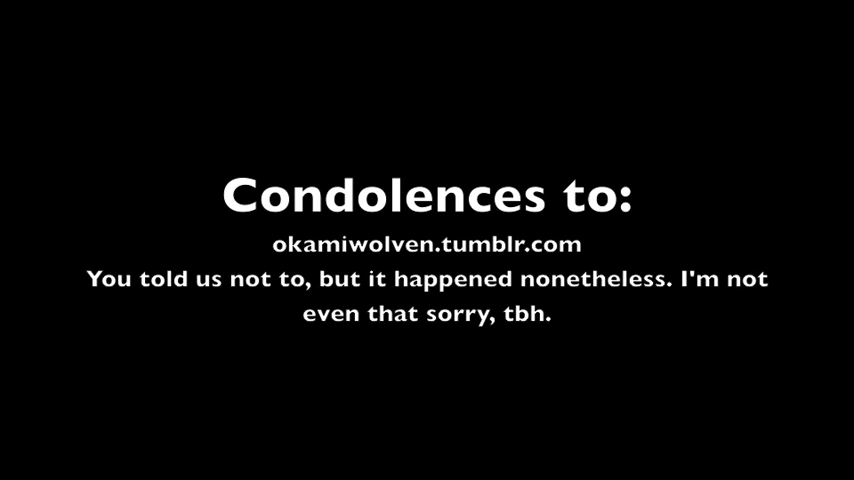 Condolences to:
okamiwolven.tumblr.com
You told us not to, but it happened nonetheless. I'm not
even that sorry, tbh.